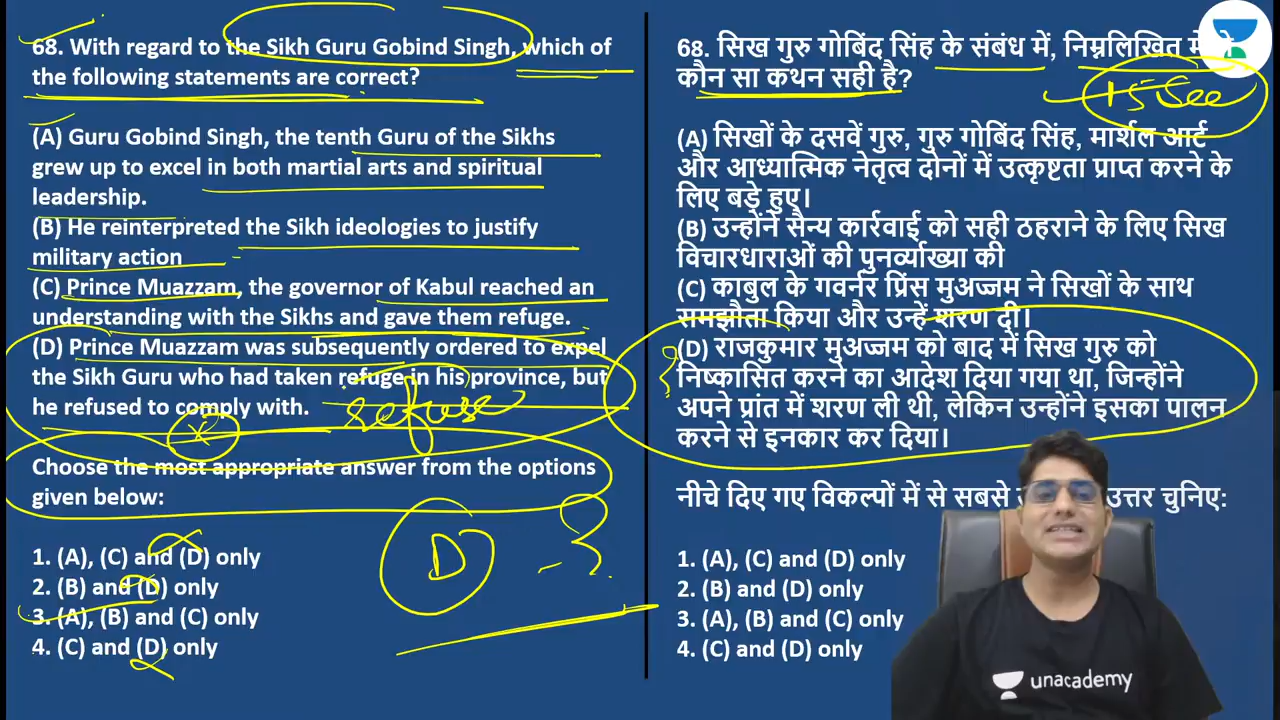 68. With regard to the Sikh Guru Gobind Singh, which of
the following statements are correct?
(A) Guru Gobind Singh, the tenth Guru of the Sikhs
grew up to excel in both martial arts and spiritual
leadership.
(B) He reinterpreted the Sikh ideologies to justify
military action
(C) Prince Muazzam, the governor of Kabul reached an
understanding with the Sikhs and gave them refuge.
(D) Prince Muazzam was subsequently ordered to expel
the Sikh Guru who had taken refuge in his province, but
he refused to comply with.
refuse
Choose the most appropriate answer from the options
given below:
D
1. (A), (C) and (D) only
2. (B) and (D) only
3. (A), (B) and (C) only
4. (C) and (D) only
68. सिख गुरु गोबिंद सिंह के संबंध में, निम्नलिखित में
कौन सा कथन सही है?
15 See
(A) सिखों के दसवें गुरु, गुरु गोबिंद सिंह, मार्शल आर्ट
और आध्यात्मिक नेतृत्व दोनों में उत्कृष्टता प्राप्त करने के
लिए बड़े हुए।
(B) उन्होंने सैन्य कार्रवाई को सही ठहराने के लिए सिख
विचारधाराओं की पुनर्व्याख्या की
(C) काबुल के गवर्नर प्रिंस मुअज्जम ने सिखों के साथ
समझौता किया और उन्हें शरण दी।
(D) राजकुमार मुअज्जम को बाद में सिख गुरु को
निष्कासित करने का आदेश दिया गया था, जिन्होंने
अपने प्रांत में शरण ली थी, लेकिन उन्होंने इसका पालन
करने से इनकार कर दिया।
नीचे दिए गए विकल्पों में से सबसे उत्तर चुनिए:
1. (A), (C) and (D) only
2. (B) and (D) only
3. (A), (B) and (C) only
4. (C) and (D) only
unacademy